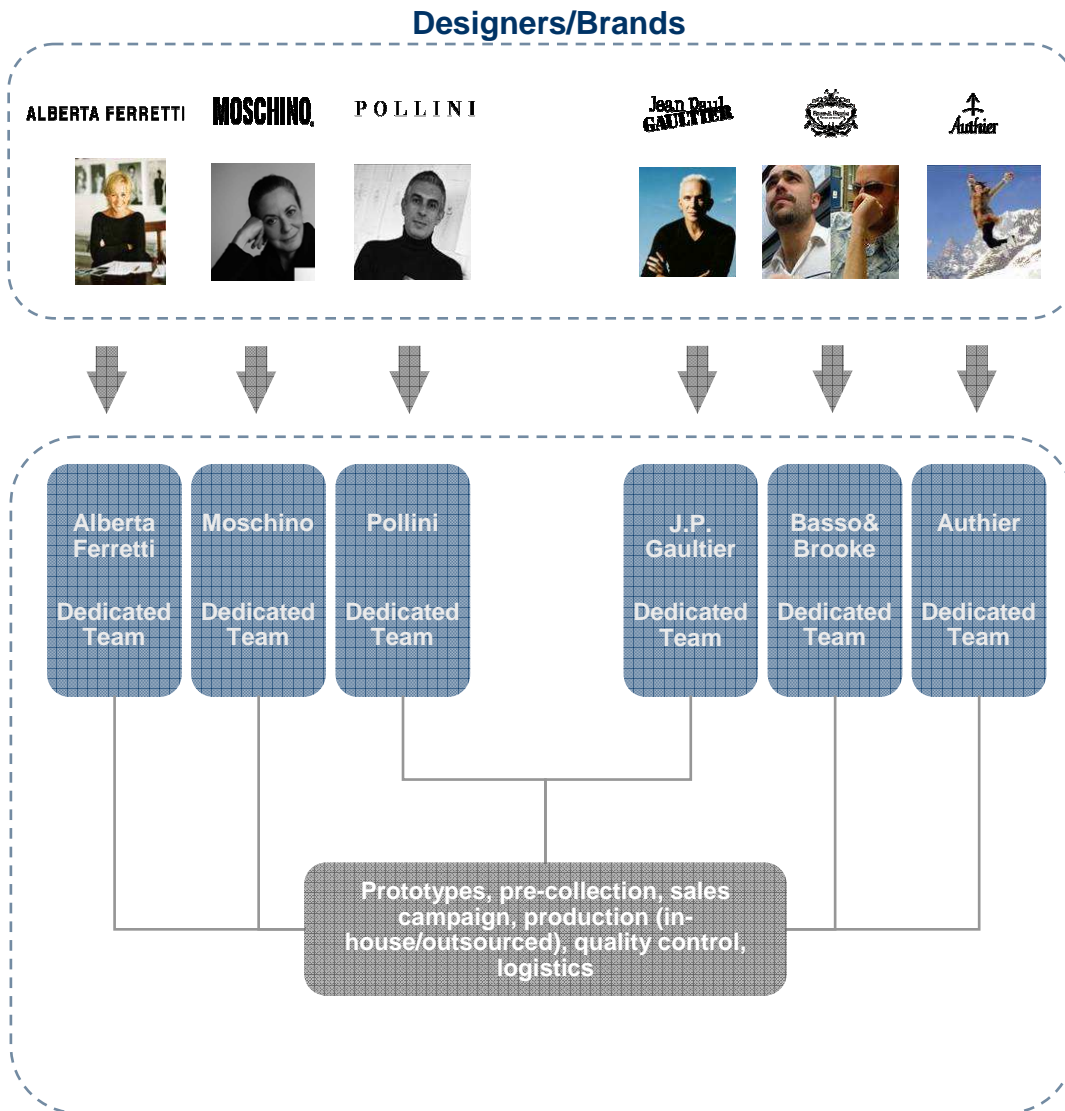 Designers/Brands
ALBERTA FERRETTI
MOSCHINO.
POLLINI
Jean Paul
GAULTIER
Authier
Alberta
Ferretti
Dedicated
Team
Moschino
Dedicated
Team
Pollini
Dedicated
Team
J.P.
Gaultier
Dedicated
Team
Basso&
Brooke
Dedicated
Team
Authier
Dedicated
Team
Prototypes, pre-collection, sales
campaign, production (in-
house/outsourced), quality control,
logistics